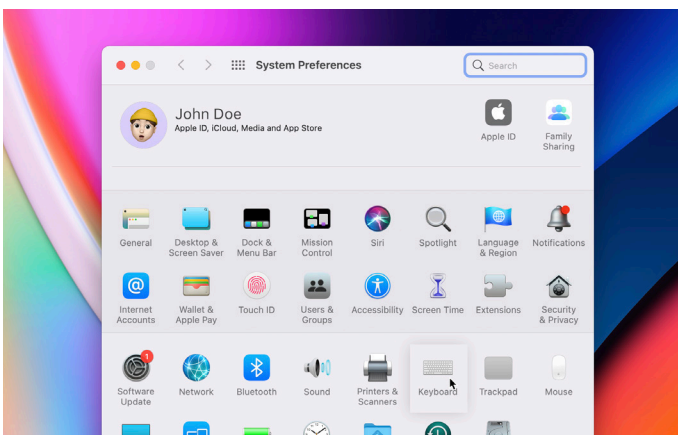 System Preferences
Search
John Doe
Apple ID, iCloud, Media and App Store
Apple ID
Family
Sharing
General
Desktop &
Screen Saver
Dock &
Menu Bar
Mission
Control
Siri
Spotlight
Language
& Region
Notifications
Internet
Accounts
Wallet &
Apple Pay
Touch ID
Users &
Groups
Accessibility
Screen Time
Extensions
Security
& Privacy
1
Software
Update
Network
Bluetooth
Sound
Printers &
Scanners
Keyboard
Trackpad
Mouse